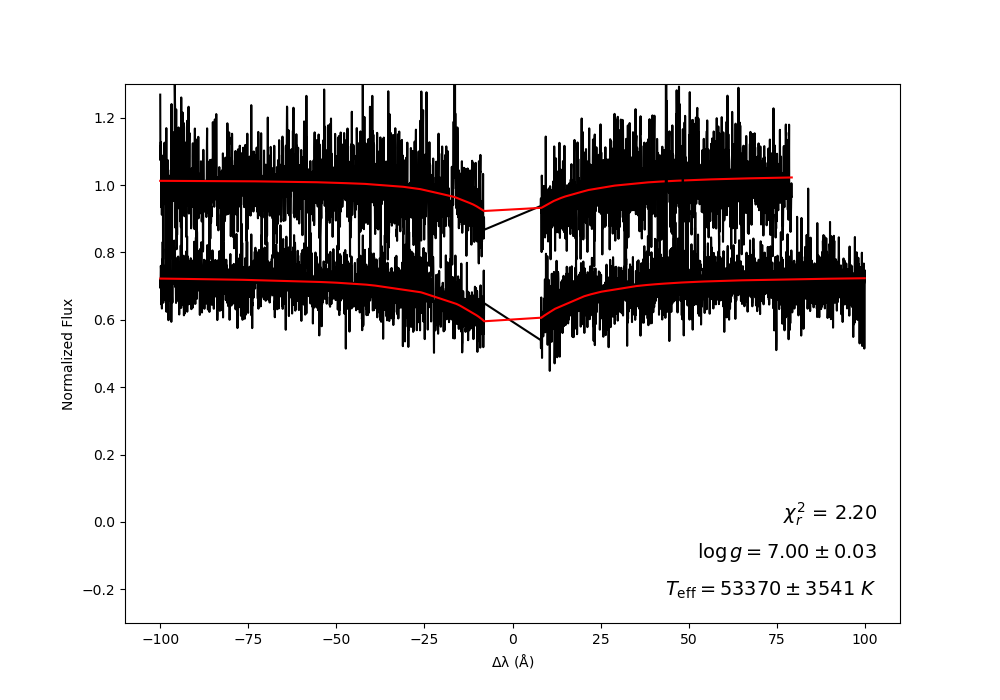 1.2
1.0
0.8
0.6
0.4
0.2
0.0
−0.2
Normalized Flux
χ²ᵣ = 2.20
log g = 7.00 ± 0.03
T_eff = 53370 ± 3541 K
−100 −75 −50 −25 0 25 50 75 100
Δλ (Å)